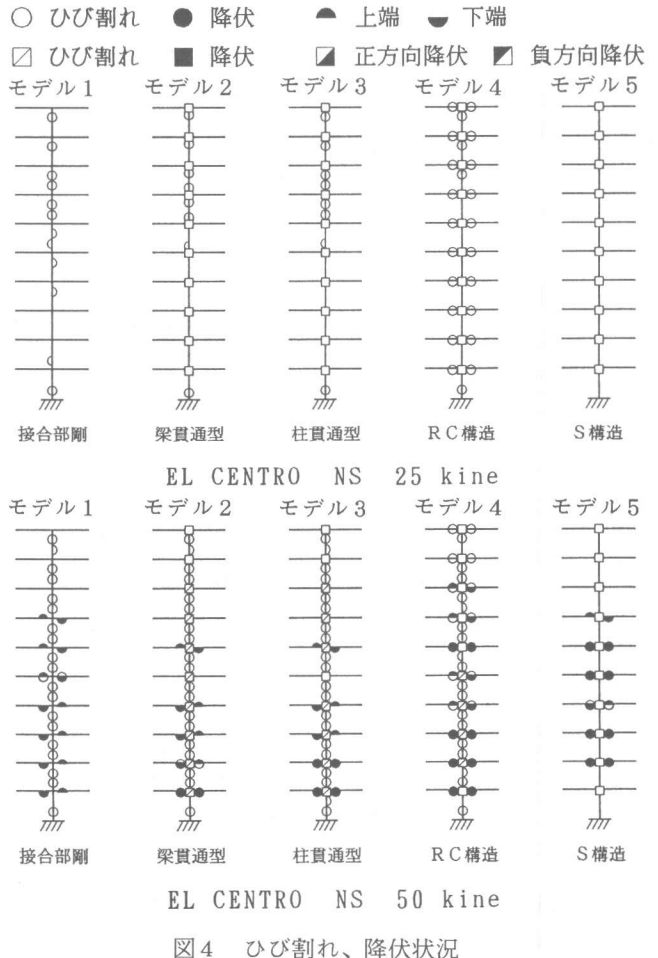 ○ ひび割れ ● 降伏 上端 下端
ひび割れ ■ 降伏 正方向降伏 負方向降伏
モデル1 モデル2 モデル3 モデル4 モデル5
接合部剛 梁貫通型 柱貫通型 RC構造 S構造
EL CENTRO NS 25 kine
モデル1 モデル2 モデル3 モデル4 モデル5
接合部剛 梁貫通型 柱貫通型 RC構造 S構造
EL CENTRO NS 50 kine
図4 ひび割れ、降伏状況